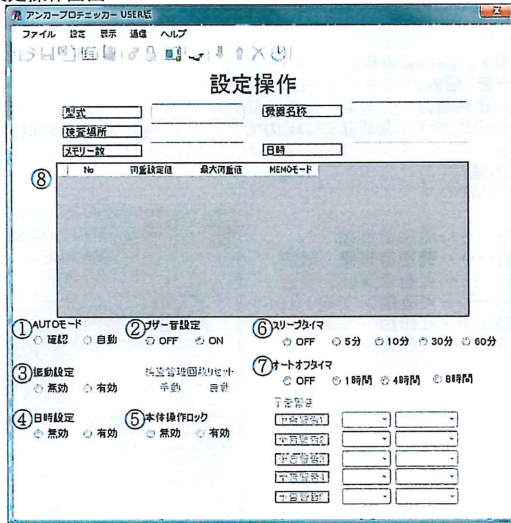 アンカープロチェッカー USER版
ファイル 設定 表示 通信 ヘルプ
設定操作
型式 機器名称
検査場所
メモリー数 日時
⑧
No 荷重設定値 最大荷重値 MEMOモード
①AUTOモード ②ブザー音設定 ⑥スリープタイマ
確認 自動 OFF ON OFF 5分 10分 30分 60分
③振動設定 検査管理回数リセット ⑦オートオフタイマ
無効 有効 手動 自動 OFF 1時間 4時間 8時間
④日時設定 ⑤本体操作ロック
無効 有効 無効 有効